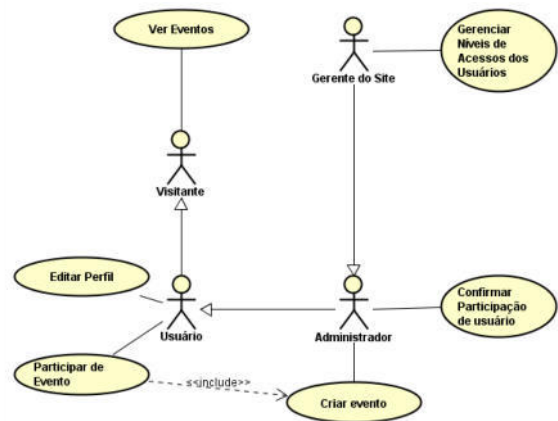 Ver Eventos
Gerente do Site
Gerenciar
Níveis de
Acessos dos
Usuários
Visitante
Editar Perfil
Usuário
Administrador
Confirmar
Participação
de usuário
Participar de
Evento
<<include>>
Criar evento